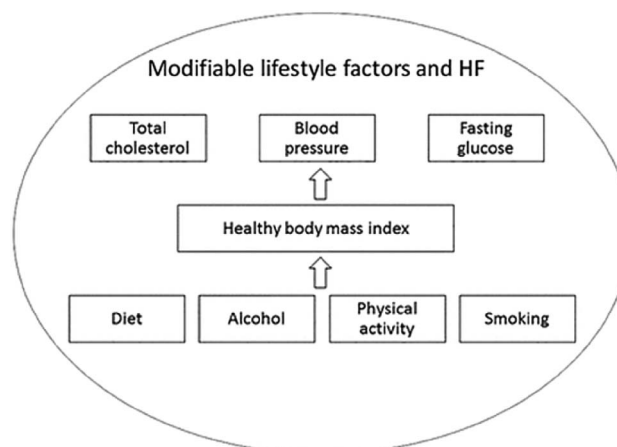 Modifiable lifestyle factors and HF
Total
cholesterol
Blood
pressure
Fasting
glucose
Healthy body mass index
Diet
Alcohol
Physical
activity
Smoking